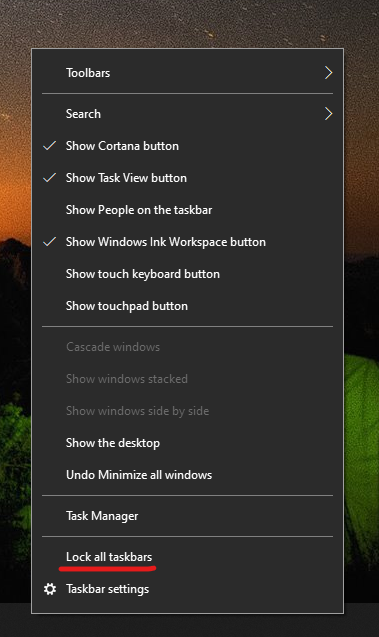 Toolbars
Search
Show Cortana button
Show Task View button
Show People on the taskbar
Show Windows Ink Workspace button
Show touch keyboard button
Show touchpad button
Cascade windows
Show windows stacked
Show windows side by side
Show the desktop
Undo Minimize all windows
Task Manager
Lock all taskbars
Taskbar settings